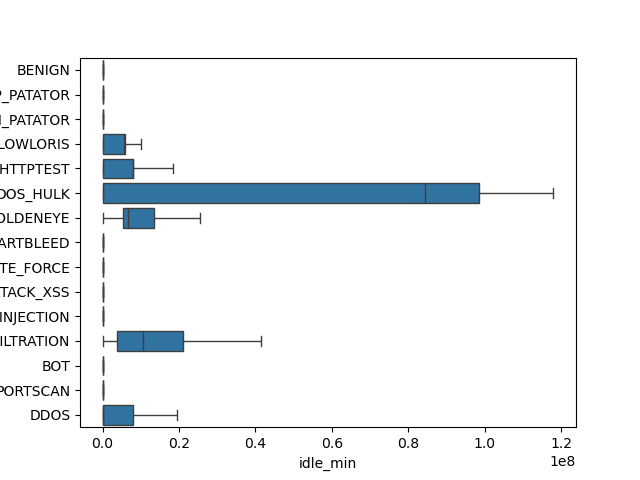 BENIGN
P_PATATOR
_PATATOR
LOWLORIS
HTTPTEST
DOS_HULK
OLDENEYE
ARTBLEED
TE_FORCE
TACK_XSS
INJECTION
ILTRATION
BOT
PORTSCAN
DDOS
0.0 0.2 0.4 0.6 0.8 1.0 1.2
1e8
idle_min